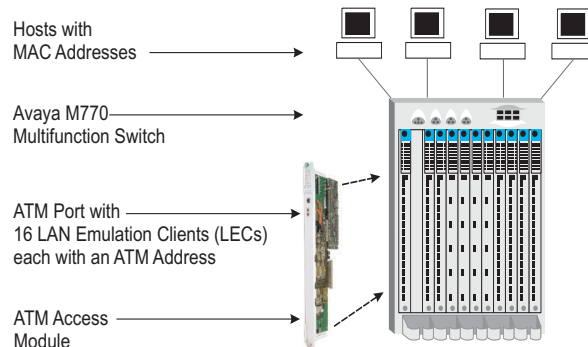 Hosts with
MAC Addresses
Avaya M770
Multifunction Switch
ATM Port with
16 LAN Emulation Clients (LECs)
each with an ATM Address
ATM Access
Module